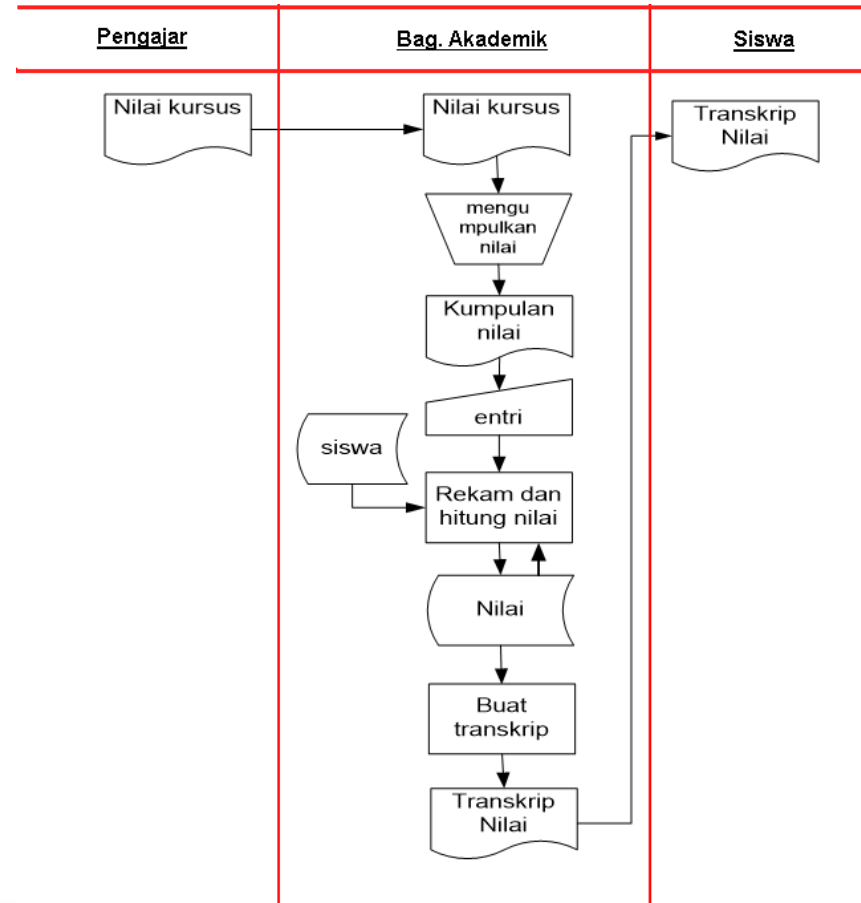 Pengajar
Bag. Akademik
Siswa
Nilai kursus
Nilai kursus
Transkrip
Nilai
mengu
mpulkan
nilai
Kumpulan
nilai
entri
siswa
Rekam dan
hitung nilai
Nilai
Buat
transkrip
Transkrip
Nilai